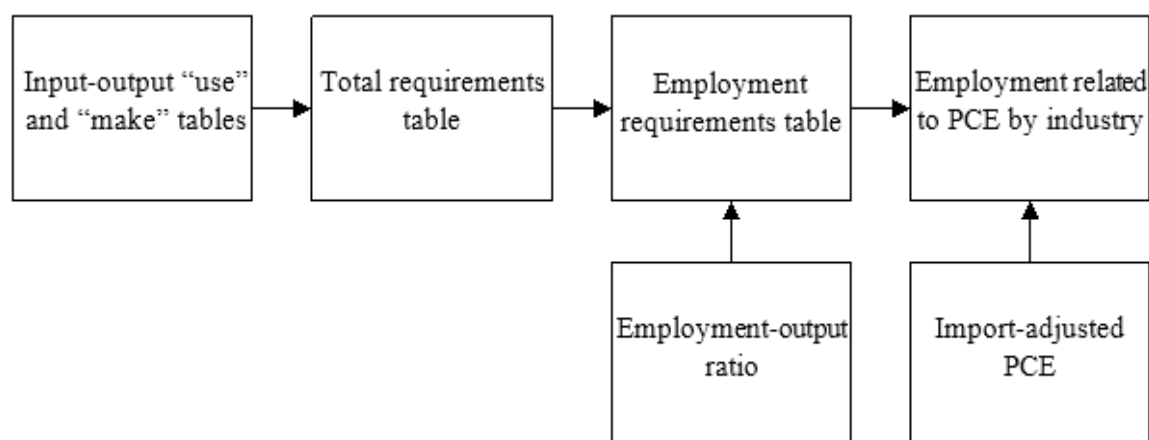 Input-output “use”
and “make” tables
Total requirements
table
Employment
requirements table
Employment related
to PCE by industry
Employment-output
ratio
Import-adjusted
PCE